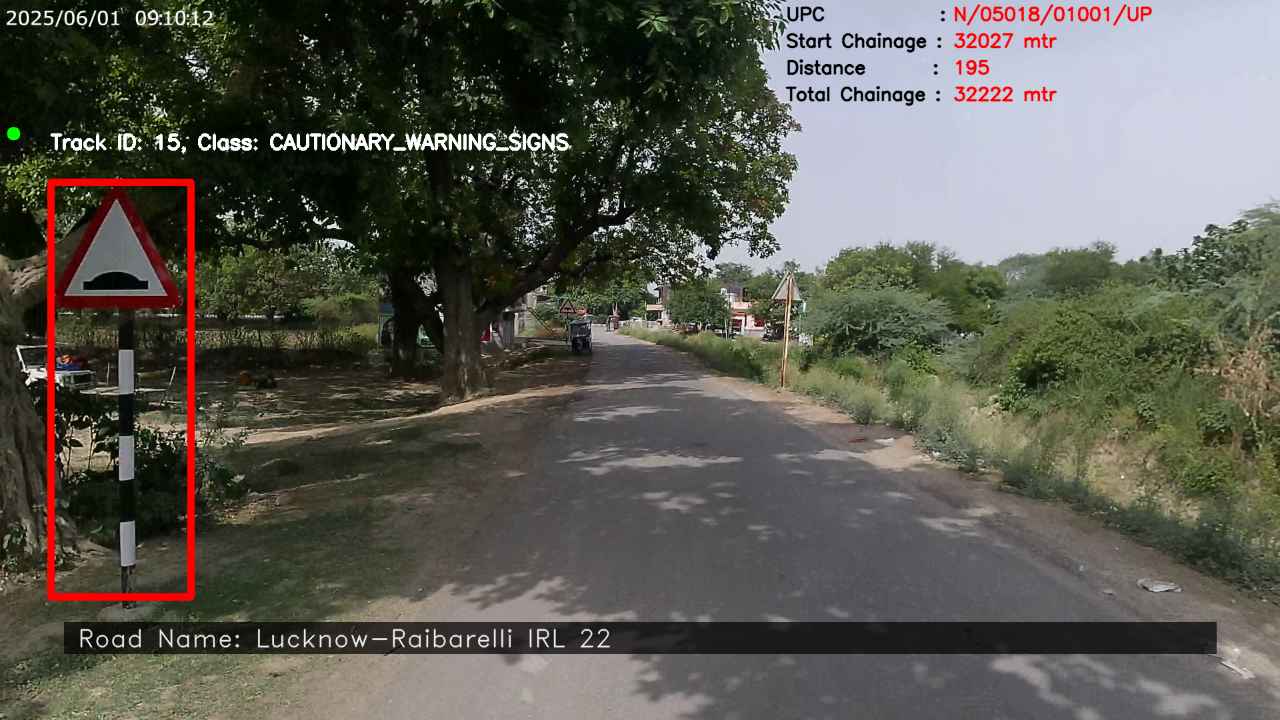 2025/06/01 09:10:12
UPC : N/05018/01001/UP
Start Chainage : 32027 mtr
Distance : 195
Total Chainage : 32222 mtr
Track ID: 15, Class: CAUTIONARY_WARNING_SIGNS
Road Name: Lucknow-Raibarelli IRL 22